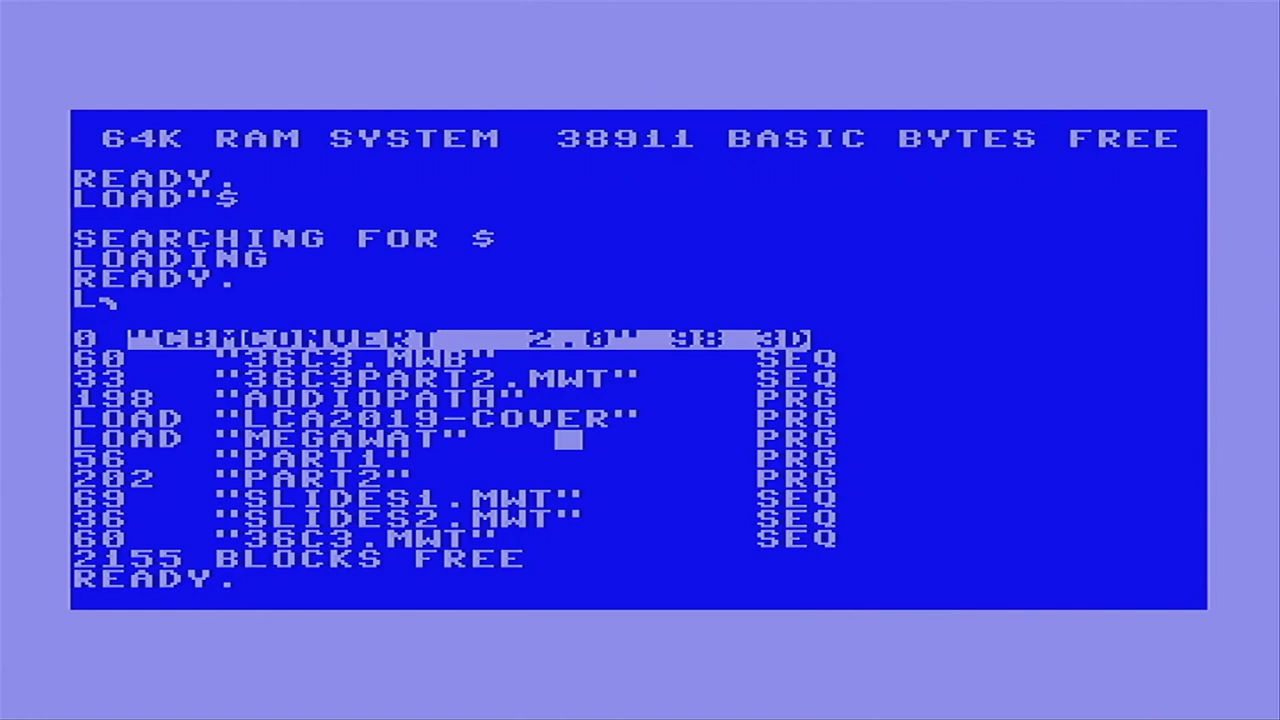 64K RAM SYSTEM  38911 BASIC BYTES FREE
READY.
LOAD"$
SEARCHING FOR $
LOADING
READY.
L
0 "CBMCONVERT    2.0" 98 3D
60    "36C3.MWB"         SEQ
33    "36C3PART2.MWT"    SEQ
198   "AUDIOPATH"        PRG
LOAD  "LCA2019-COVER"    PRG
LOAD  "MEGAWAT"          PRG
56    "PART1"            PRG
202   "PART2"            PRG
69    "SLIDES1.MWT"      SEQ
36    "SLIDES2.MWT"      SEQ
60    "36C3.MWT"         SEQ
2155 BLOCKS FREE
READY.